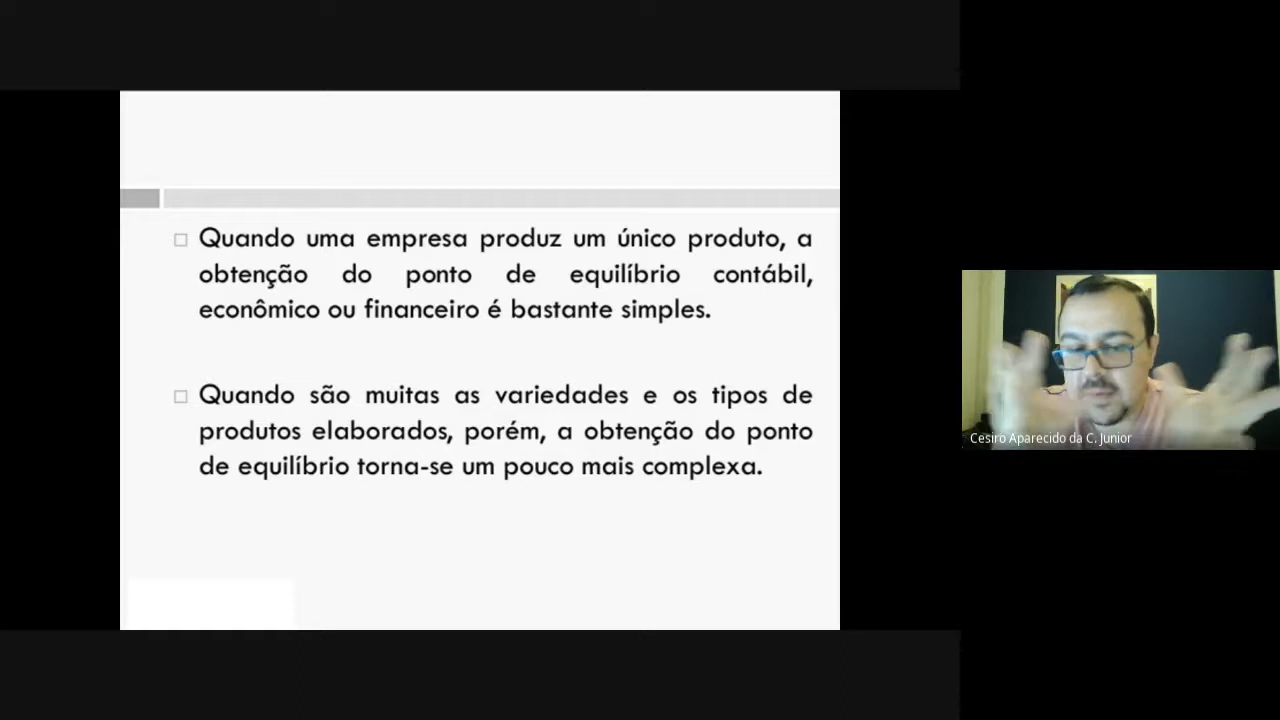 Quando uma empresa produz um único produto, a
obtenção do ponto de equilíbrio contábil,
econômico ou financeiro é bastante simples.
Quando são muitas as variedades e os tipos de
produtos elaborados, porém, a obtenção do ponto
de equilíbrio torna-se um pouco mais complexa.
Cesiro Aparecido da C. Junior